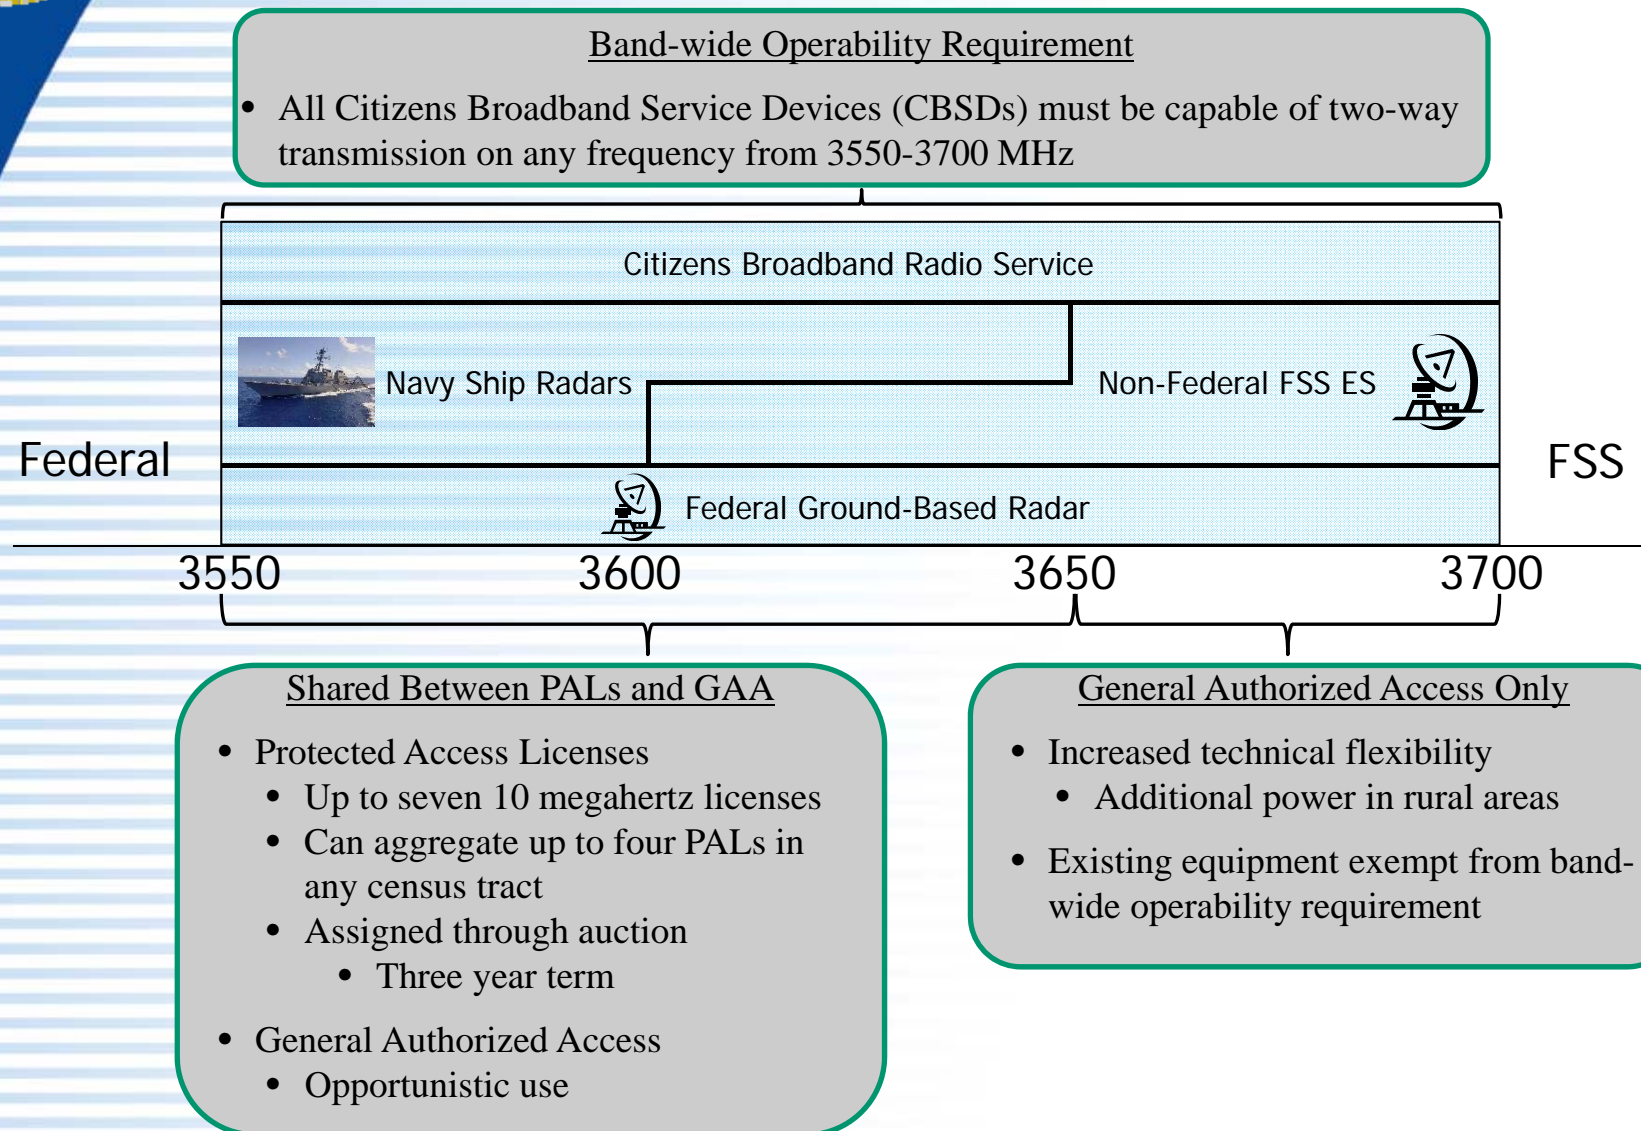 Band-wide Operability Requirement
• All Citizens Broadband Service Devices (CBSDs) must be capable of two-way
transmission on any frequency from 3550-3700 MHz
Citizens Broadband Radio Service
Navy Ship Radars
Non-Federal FSS ES
Federal
FSS
Federal Ground-Based Radar
3550
3600
3650
3700
Shared Between PALs and GAA
• Protected Access Licenses
• Up to seven 10 megahertz licenses
• Can aggregate up to four PALs in
any census tract
• Assigned through auction
• Three year term
• General Authorized Access
• Opportunistic use
General Authorized Access Only
• Increased technical flexibility
• Additional power in rural areas
• Existing equipment exempt from band-
wide operability requirement